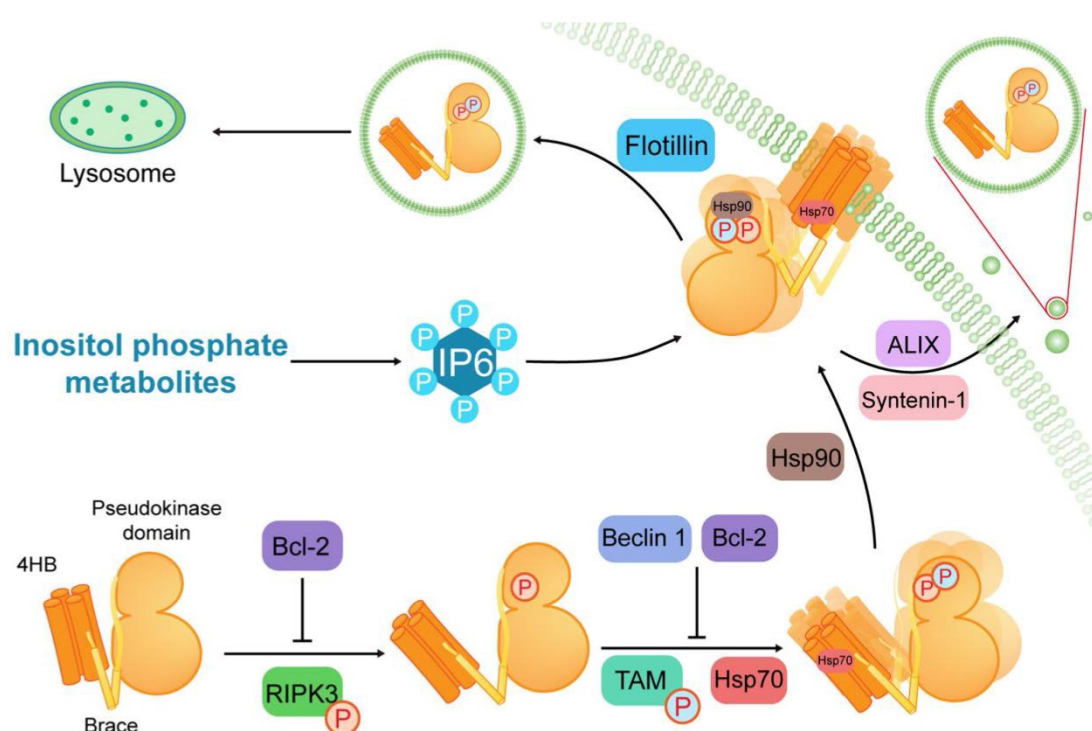 Lysosome
P P
Flotillin
Hsp90
P P
Hsp70
P P
Inositol phosphate
metabolites
P
P P
IP6
P P
P
ALIX
Syntenin-1
Hsp90
Pseudokinase
domain
4HB
Brace
Bcl-2
RIPK3
P
P
Beclin 1 Bcl-2
TAM Hsp70
P
P P
Hsp70